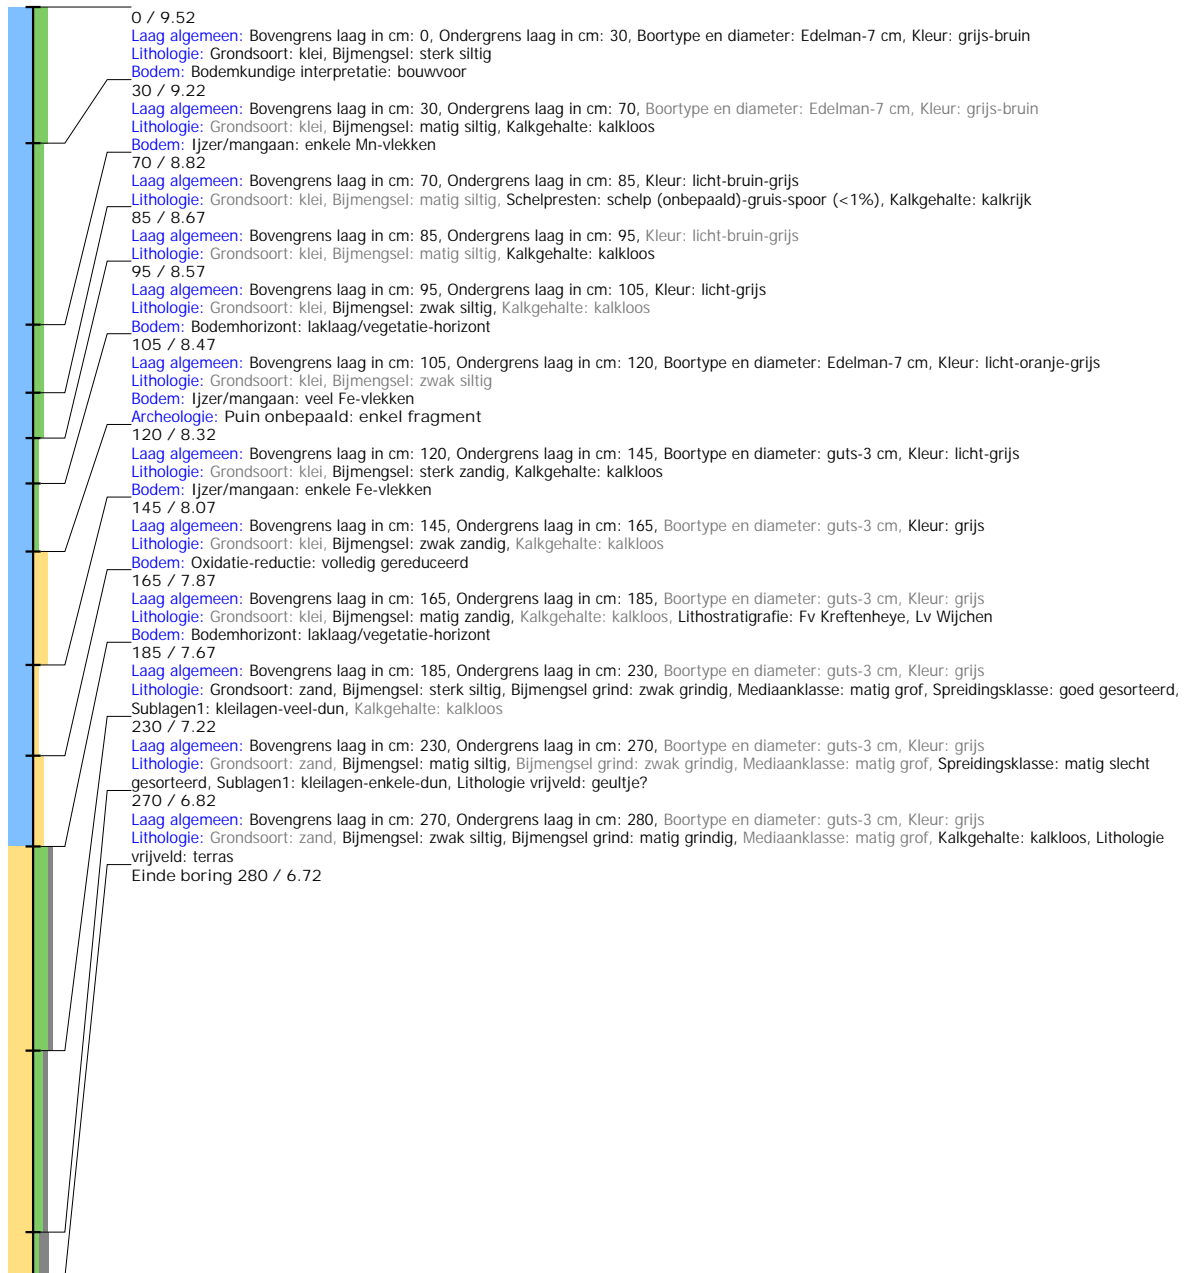 0 / 9.52
Laag algemeen: Bovengrens laag in cm: 0, Ondergrens laag in cm: 30, Boortype en diameter: Edelman-7 cm, Kleur: grijs-bruin
Lithologie: Grondsoort: klei, Bijmengsel: sterk siltig
Bodem: Bodemkundige interpretatie: bouwvoor
30 / 9.22
Laag algemeen: Bovengrens laag in cm: 30, Ondergrens laag in cm: 70, Boortype en diameter: Edelman-7 cm, Kleur: grijs-bruin
Lithologie: Grondsoort: klei, Bijmengsel: matig siltig, Kalkgehalte: kalkloos
Bodem: Ijzer/mangaan: enkele Mn-vlekken
70 / 8.82
Laag algemeen: Bovengrens laag in cm: 70, Ondergrens laag in cm: 85, Kleur: licht-bruin-grijs
Lithologie: Grondsoort: klei, Bijmengsel: matig siltig, Schelpresten: schelp (onbepaald)-gruis-spoor (<1%), Kalkgehalte: kalkrijk
85 / 8.67
Laag algemeen: Bovengrens laag in cm: 85, Ondergrens laag in cm: 95, Kleur: licht-bruin-grijs
Lithologie: Grondsoort: klei, Bijmengsel: matig siltig, Kalkgehalte: kalkloos
95 / 8.57
Laag algemeen: Bovengrens laag in cm: 95, Ondergrens laag in cm: 105, Kleur: licht-grijs
Lithologie: Grondsoort: klei, Bijmengsel: zwak siltig, Kalkgehalte: kalkloos
Bodem: Bodemhorizont: laklaag/vegetatie-horizont
105 / 8.47
Laag algemeen: Bovengrens laag in cm: 105, Ondergrens laag in cm: 120, Boortype en diameter: Edelman-7 cm, Kleur: licht-oranje-grijs
Lithologie: Grondsoort: klei, Bijmengsel: zwak siltig
Bodem: Ijzer/mangaan: veel Fe-vlekken
Archeologie: Puin onbepaald: enkel fragment
120 / 8.32
Laag algemeen: Bovengrens laag in cm: 120, Ondergrens laag in cm: 145, Boortype en diameter: guts-3 cm, Kleur: licht-grijs
Lithologie: Grondsoort: klei, Bijmengsel: sterk zandig, Kalkgehalte: kalkloos
Bodem: Ijzer/mangaan: enkele Fe-vlekken
145 / 8.07
Laag algemeen: Bovengrens laag in cm: 145, Ondergrens laag in cm: 165, Boortype en diameter: guts-3 cm, Kleur: grijs
Lithologie: Grondsoort: klei, Bijmengsel: zwak zandig, Kalkgehalte: kalkloos
Bodem: Oxidatie-reductie: volledig gereduceerd
165 / 7.87
Laag algemeen: Bovengrens laag in cm: 165, Ondergrens laag in cm: 185, Boortype en diameter: guts-3 cm, Kleur: grijs
Lithologie: Grondsoort: klei, Bijmengsel: matig zandig, Kalkgehalte: kalkloos, Lithostratigrafie: Fv Kreftenheye, Lv Wijchen
Bodem: Bodemhorizont: laklaag/vegetatie-horizont
185 / 7.67
Laag algemeen: Bovengrens laag in cm: 185, Ondergrens laag in cm: 230, Boortype en diameter: guts-3 cm, Kleur: grijs
Lithologie: Grondsoort: zand, Bijmengsel: sterk siltig, Bijmengsel grind: zwak grindig, Mediaanklasse: matig grof, Spreidingsklasse: goed gesorteerd,
Sublagen1: kleilagen-veel-dun, Kalkgehalte: kalkloos
230 / 7.22
Laag algemeen: Bovengrens laag in cm: 230, Ondergrens laag in cm: 270, Boortype en diameter: guts-3 cm, Kleur: grijs
Lithologie: Grondsoort: zand, Bijmengsel: matig siltig, Bijmengsel grind: zwak grindig, Mediaanklasse: matig grof, Spreidingsklasse: matig slecht
gesorteerd, Sublagen1: kleilagen-enkele-dun, Lithologie vrijveld: geultje?
270 / 6.82
Laag algemeen: Bovengrens laag in cm: 270, Ondergrens laag in cm: 280, Boortype en diameter: guts-3 cm, Kleur: grijs
Lithologie: Grondsoort: zand, Bijmengsel: zwak siltig, Bijmengsel grind: matig grindig, Mediaanklasse: matig grof, Kalkgehalte: kalkloos, Lithologie
vrijveld: terras
Einde boring 280 / 6.72